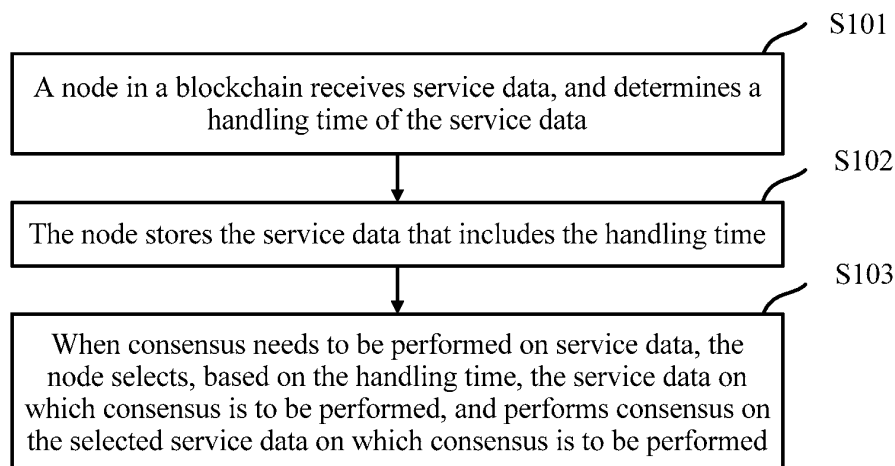 S101
A node in a blockchain receives service data, and determines a
handling time of the service data
S102
The node stores the service data that includes the handling time
S103
When consensus needs to be performed on service data, the
node selects, based on the handling time, the service data on
which consensus is to be performed, and performs consensus on
the selected service data on which consensus is to be performed